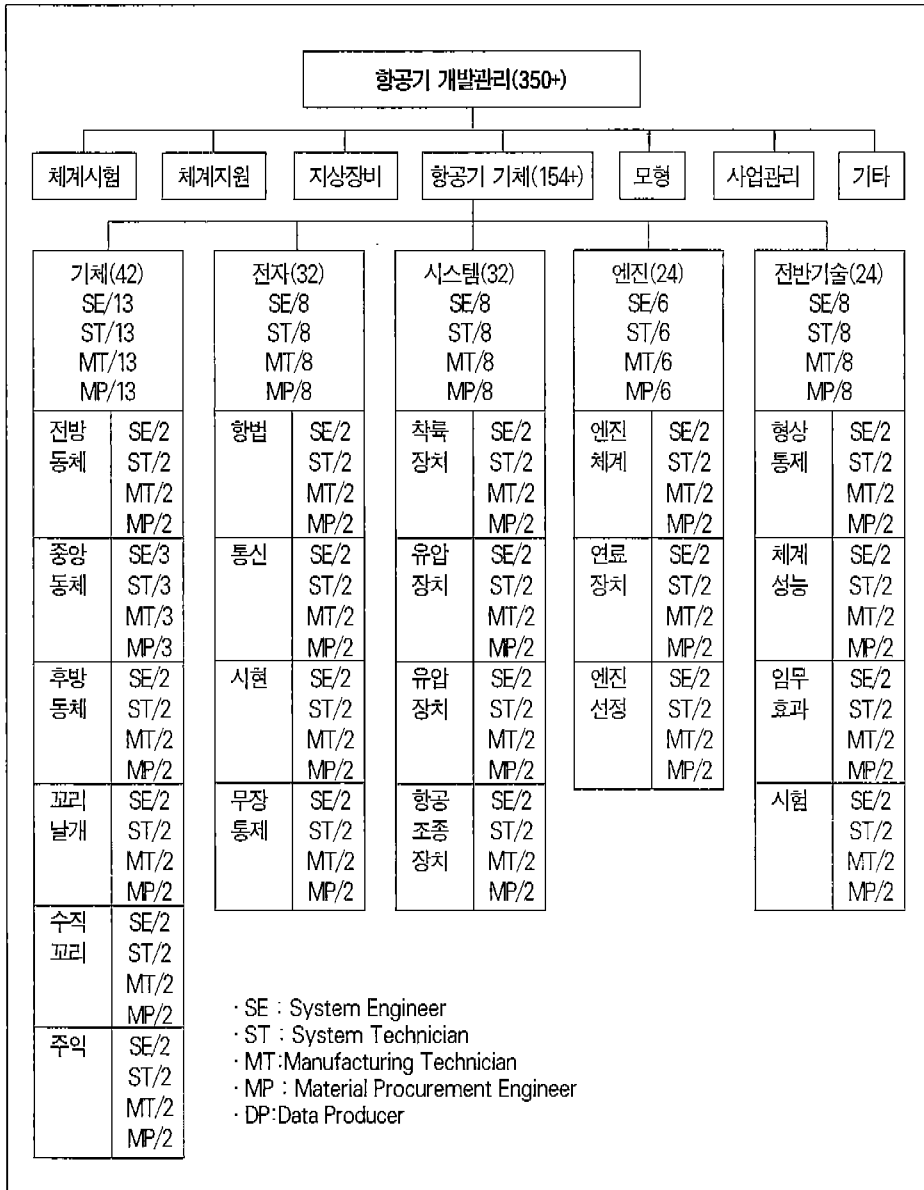 항공기 개발관리(350+)
체계시험 체계지원 지상장비 항공기 기체(154+) 모형 사업관리 기타
기체(42)
SE/13
ST/13
MT/13
MP/13
전방 동체
SE/2
ST/2
MT/2
MP/2
중앙 동체
SE/3
ST/3
MT/3
MP/3
후방 동체
SE/2
ST/2
MT/2
MP/2
꼬리 날개
SE/2
ST/2
MT/2
MP/2
수직 꼬리
SE/2
ST/2
MT/2
MP/2
주익
SE/2
ST/2
MT/2
MP/2
전자(32)
SE/8
ST/8
MT/8
MP/8
항법
SE/2
ST/2
MT/2
MP/2
통신
SE/2
ST/2
MT/2
MP/2
시현
SE/2
ST/2
MT/2
MP/2
무장 통제
SE/2
ST/2
MT/2
MP/2
시스템(32)
SE/8
ST/8
MT/8
MP/8
착륙 장치
SE/2
ST/2
MT/2
MP/2
유압 장치
SE/2
ST/2
MT/2
MP/2
유압 장치
SE/2
ST/2
MT/2
MP/2
항공 조종 장치
SE/2
ST/2
MT/2
MP/2
엔진(24)
SE/6
ST/6
MT/6
MP/6
엔진 체계
SE/2
ST/2
MT/2
MP/2
연료 장치
SE/2
ST/2
MT/2
MP/2
엔진 선정
SE/2
ST/2
MT/2
MP/2
전반기술(24)
SE/8
ST/8
MT/8
MP/8
형상 통제
SE/2
ST/2
MT/2
MP/2
체계 성능
SE/2
ST/2
MT/2
MP/2
임무 효과
SE/2
ST/2
MT/2
MP/2
시험
SE/2
ST/2
MT/2
MP/2
· SE : System Engineer
· ST : System Technician
· MT:Manufacturing Technician
· MP : Material Procurement Engineer
· DP:Data Producer